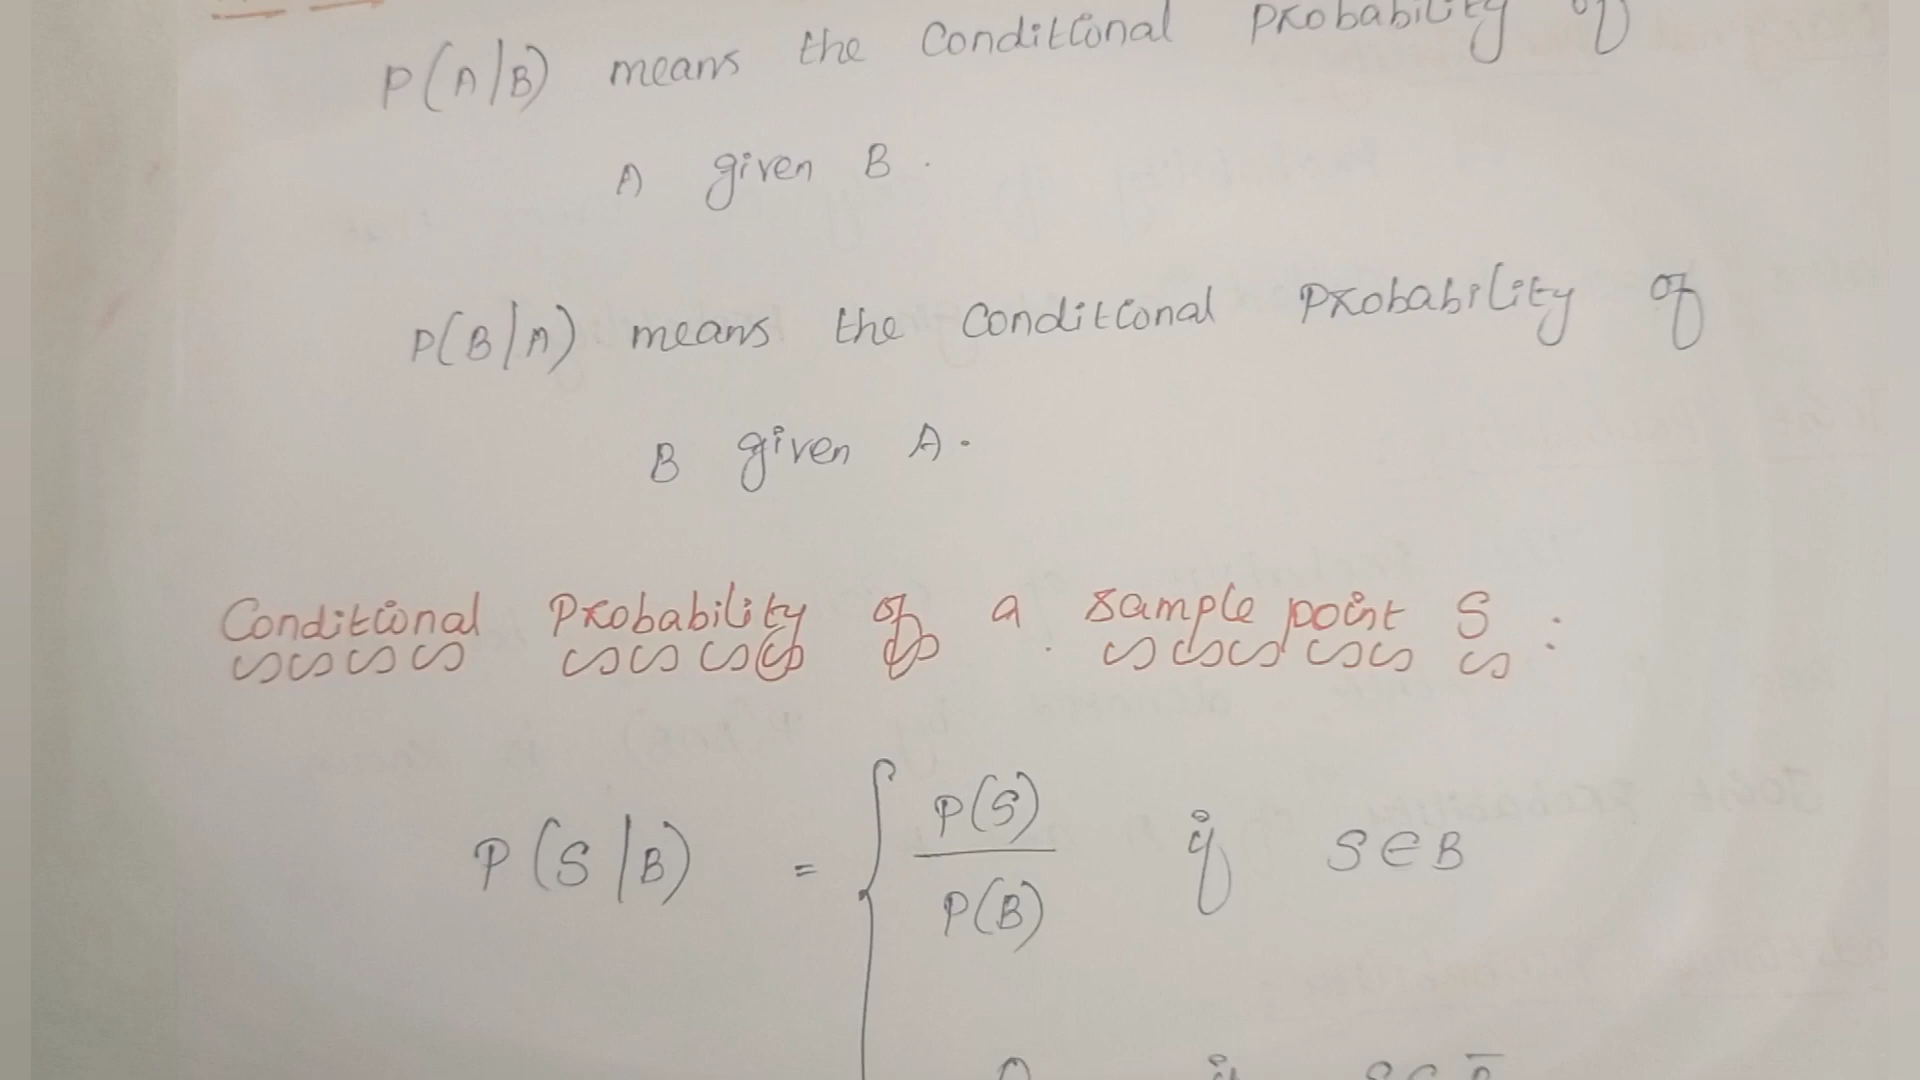 P(A/B) means the Conditional Probability of
A given B.
P(B/A) means the Conditional Probability of
B given A.
Conditional Probability of a sample point S :
P(S/B) = { P(S) / P(B) if S∈B